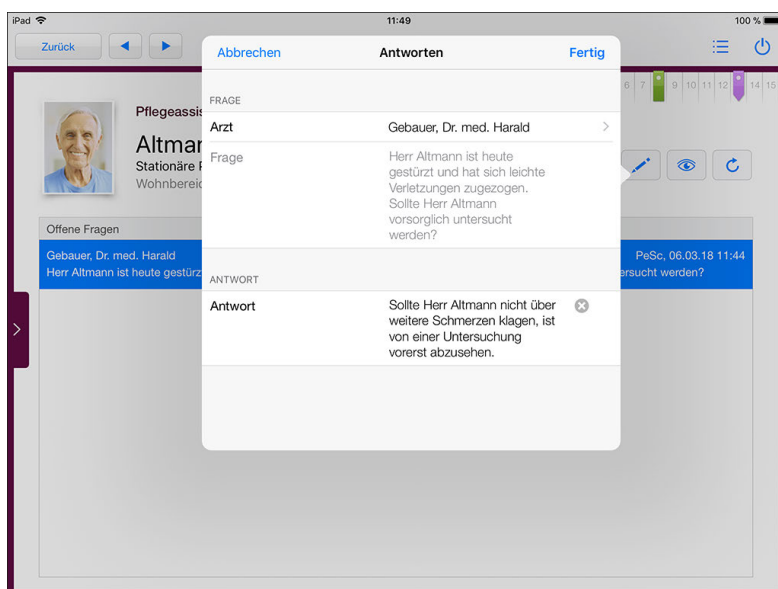 iPad 11:49 100 %
Zurück
Abbrechen Antworten Fertig
6 7 9 10 11 12 14 15
FRAGE
Pflegeassis
Arzt Gebauer, Dr. med. Harald
Altmar
Frage Herr Altmann ist heute
gestürzt und hat sich leichte
Verletzungen zugezogen.
Sollte Herr Altmann
vorsorglich untersucht
werden?
Stationäre P
Wohnbereic
Offene Fragen
Gebauer, Dr. med. Harald PeSc, 06.03.18 11:44
Herr Altmann ist heute gestürz ersucht werden?
ANTWORT
Antwort Sollte Herr Altmann nicht über
weitere Schmerzen klagen, ist
von einer Untersuchung
vorerst abzusehen.